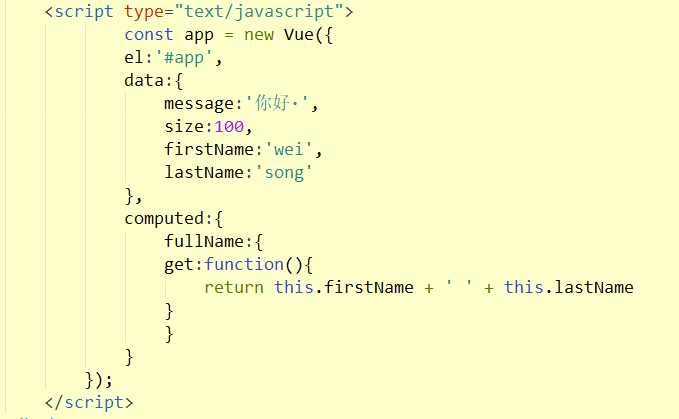 <script type="text/javascript">
const app = new Vue({
el:'#app',
data:{
message:'你好·',
size:100,
firstName:'wei',
lastName:'song'
},
computed:{
fullName:{
get:function(){
return this.firstName + ' ' + this.lastName
}
}
}
});
</script>